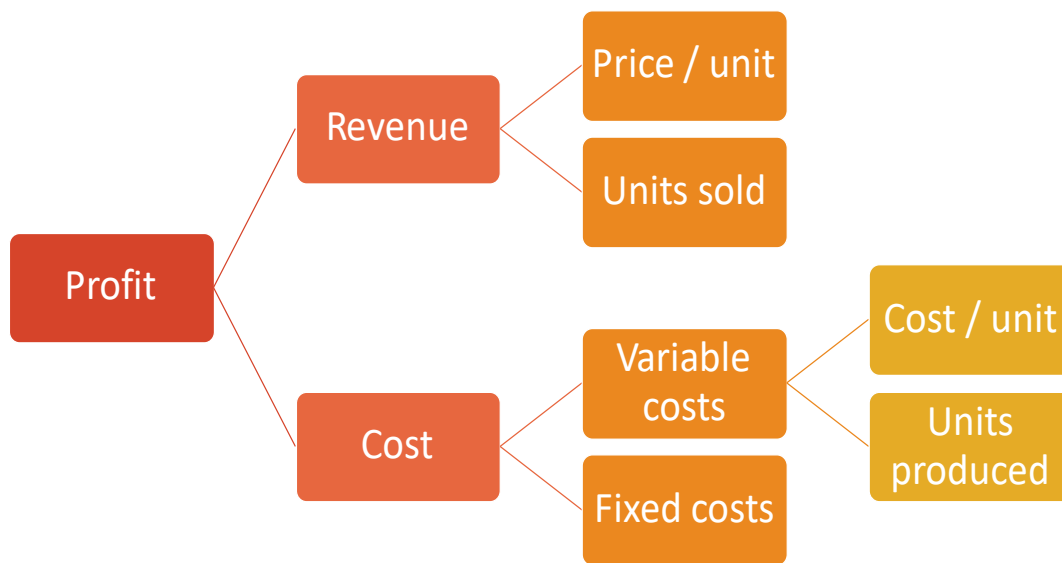 Profit
Revenue
Price / unit
Units sold
Cost
Variable
costs
Cost / unit
Units
produced
Fixed costs